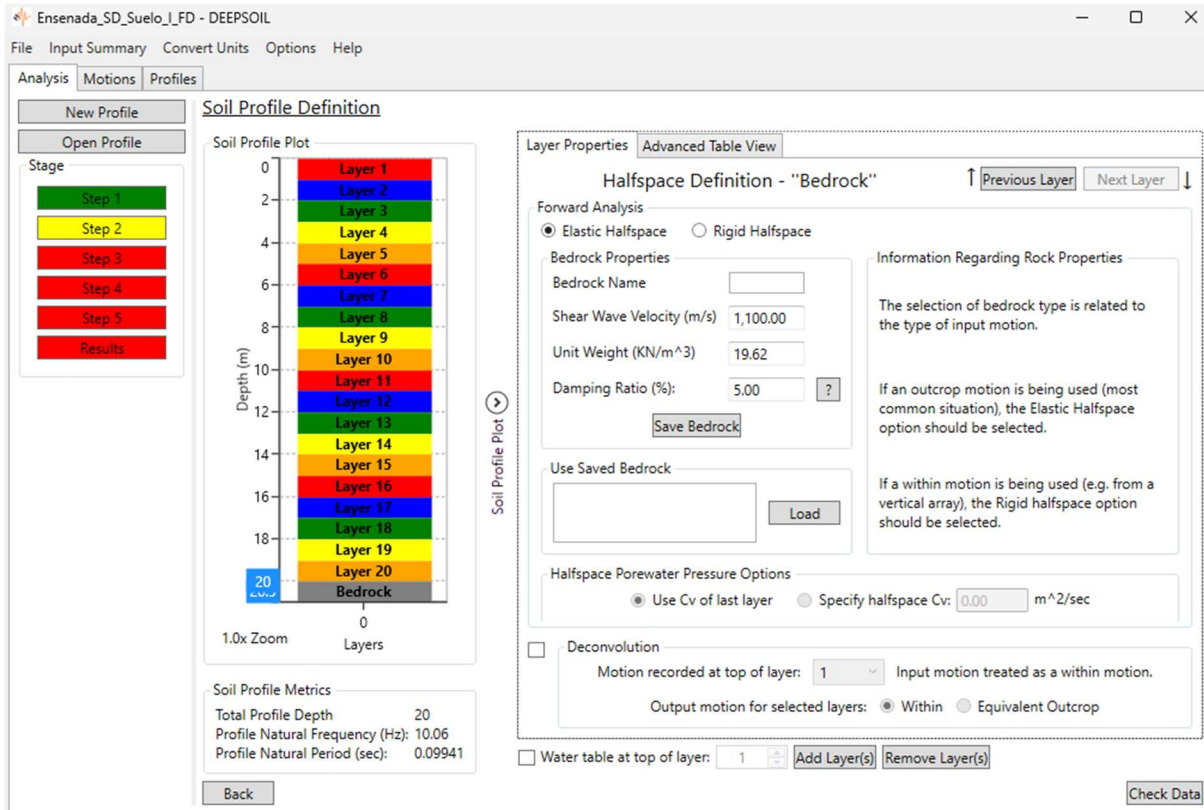 Ensenada_SD_Suelo_I_FD - DEEPSOIL
File Input Summary Convert Units Options Help
Analysis Motions Profiles
New Profile
Open Profile
Stage
Step 1
Step 2
Step 3
Step 4
Step 5
Results
Soil Profile Definition
Soil Profile Plot
0
2
4
6
8
10
12
14
16
18
20
Depth (m)
Layer 1
Layer 2
Layer 3
Layer 4
Layer 5
Layer 6
Layer 7
Layer 8
Layer 9
Layer 10
Layer 11
Layer 12
Layer 13
Layer 14
Layer 15
Layer 16
Layer 17
Layer 18
Layer 19
Layer 20
Bedrock
0
1.0x Zoom
Layers
Soil Profile Metrics
Total Profile Depth 20
Profile Natural Frequency (Hz): 10.06
Profile Natural Period (sec): 0.09941
Back
Soil Profile Plot
Layer Properties Advanced Table View
Halfspace Definition - "Bedrock"
↑ Previous Layer Next Layer ↓
Forward Analysis
Elastic Halfspace Rigid Halfspace
Bedrock Properties
Bedrock Name
Shear Wave Velocity (m/s) 1,100.00
Unit Weight (KN/m^3) 19.62
Damping Ratio (%): 5.00 ?
Save Bedrock
Use Saved Bedrock
Load
Information Regarding Rock Properties
The selection of bedrock type is related to
the type of input motion.
If an outcrop motion is being used (most
common situation), the Elastic Halfspace
option should be selected.
If a within motion is being used (e.g. from a
vertical array), the Rigid halfspace option
should be selected.
Halfspace Porewater Pressure Options
Use Cv of last layer Specify halfspace Cv: 0.00 m^2/sec
Deconvolution
Motion recorded at top of layer: 1 Input motion treated as a within motion.
Output motion for selected layers: Within Equivalent Outcrop
Water table at top of layer: 1 Add Layer(s) Remove Layer(s)
Check Data